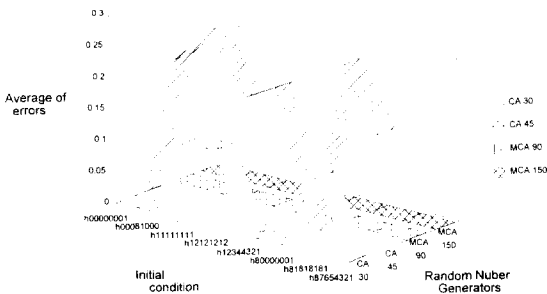 0.3
0.25
0.2
0.15
0.1
0.05
0
Average of
errors
CA 30
CA 45
MCA 90
MCA 150
h00000001
h00081000
h11111111
h12121212
h12344321
h80000001
h81818181
h87654321
CA
30
CA
45
MCA
90
MCA
150
Initial
condition
Random Nuber
Generators